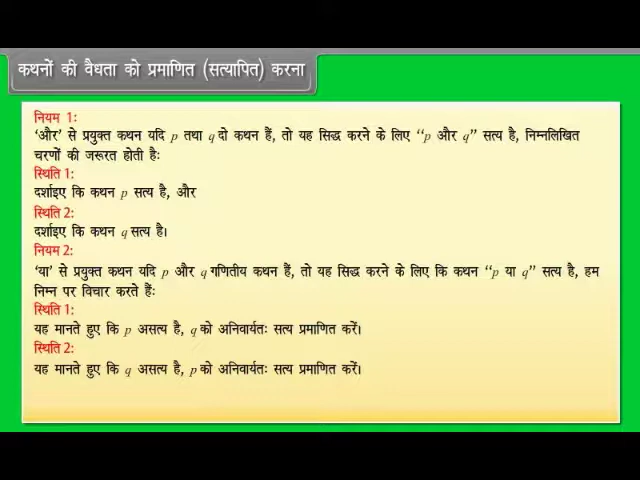 कथनों की वैधता को प्रमाणित (सत्यापित) करना
नियम 1:
‘और’ से प्रयुक्त कथन यदि p तथा q दो कथन हैं, तो यह सिद्ध करने के लिए “p और q” सत्य है, निम्नलिखित
चरणों की जरूरत होती हैः
स्थिति 1:
दर्शाइए कि कथन p सत्य है, और
स्थिति 2:
दर्शाइए कि कथन q सत्य है।
नियम 2:
‘या’ से प्रयुक्त कथन यदि p और q गणितीय कथन हैं, तो यह सिद्ध करने के लिए कि कथन “p या q” सत्य है, हम
निम्न पर विचार करते हैः
स्थिति 1:
यह मानते हुए कि p असत्य है, q को अनिवार्यतः सत्य प्रमाणित करें।
स्थिति 2:
यह मानते हुए कि q असत्य है, p को अनिवार्यतः सत्य प्रमाणित करें।